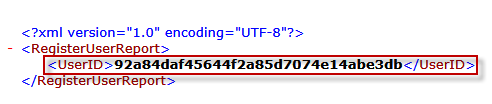 <?xml version="1.0" encoding="UTF-8"?>
- <RegisterUserReport>
<UserID>92a84daf45644f2a85d7074e14abe3db</UserID>
</RegisterUserReport>